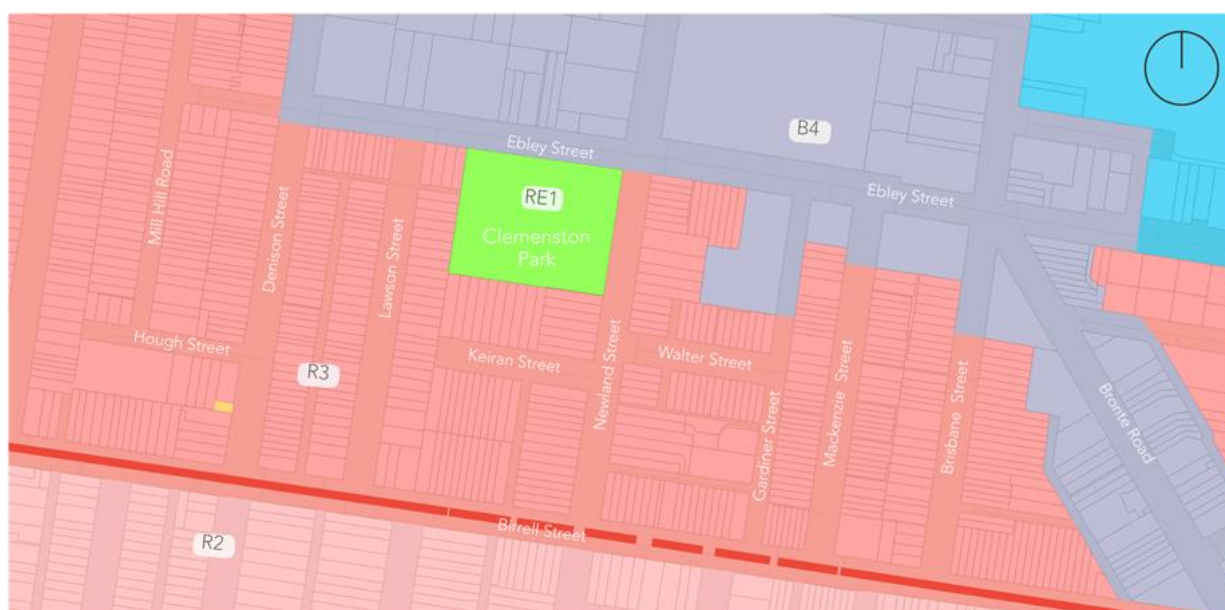 B4
Ebley Street
Mill Hill Road
RE1
Ebley Street
Clemenston
Park
Denison Street
Lawson Street
Hough Street
Keiran Street
Newland Street
Walter Street
R3
Gardiner Street
Mackenzie Street
Brisbane Street
Bronte Road
Birrell Street
R2